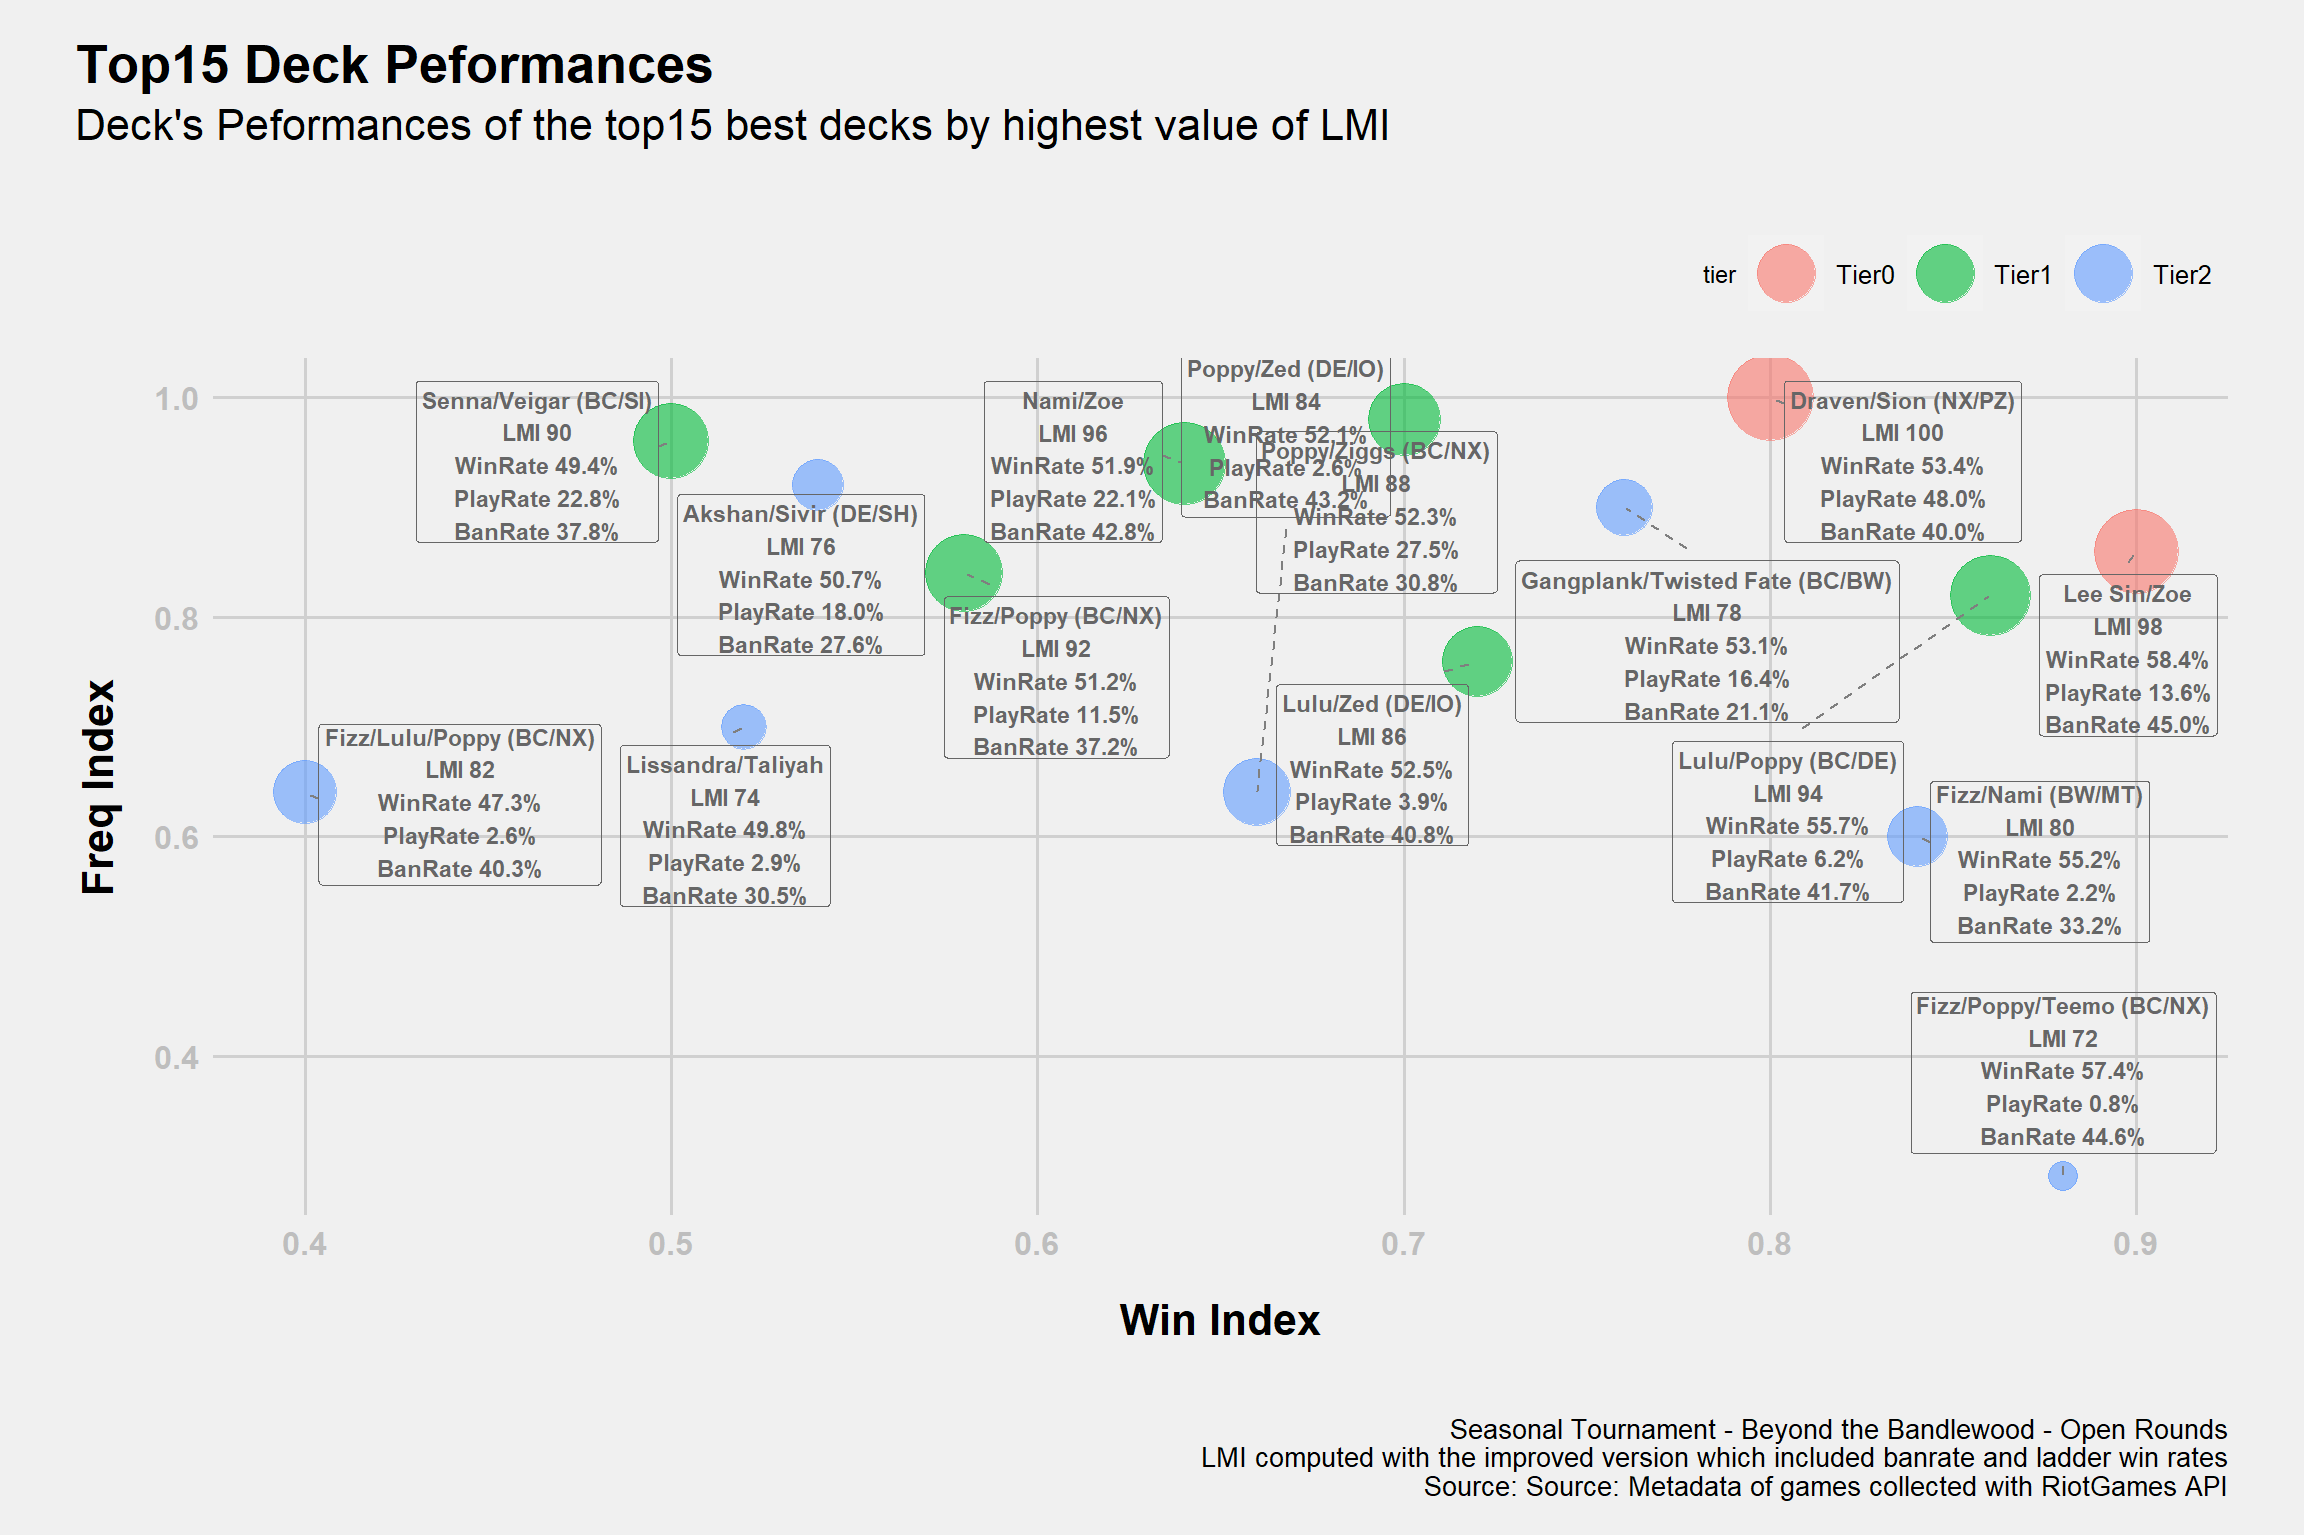 Top15 Deck Peformances
Deck's Peformances of the top15 best decks by highest value of LMI
tier
Tier0
Tier1
Tier2
Freq Index
1.0
0.8
0.6
0.4
Senna/Veigar (BC/SI)
LMI 90
WinRate 49.4%
PlayRate 22.8%
BanRate 37.8%
Akshan/Sivir (DE/SH)
LMI 76
WinRate 50.7%
PlayRate 18.0%
BanRate 27.6%
Nami/Zoe
LMI 96
WinRate 51.9%
PlayRate 22.1%
BanRate 42.8%
Poppy/Zed (DE/IO)
LMI 84
WinRate 52.1%
PlayRate 2.6%
BanRate 43.2%
Poppy/Ziggs (BC/NX)
LMI 88
WinRate 52.3%
PlayRate 27.5%
BanRate 30.8%
Draven/Sion (NX/PZ)
LMI 100
WinRate 53.4%
PlayRate 48.0%
BanRate 40.0%
Fizz/Poppy (BC/NX)
LMI 92
WinRate 51.2%
PlayRate 11.5%
BanRate 37.2%
Gangplank/Twisted Fate (BC/BW)
LMI 78
WinRate 53.1%
PlayRate 16.4%
BanRate 21.1%
Lee Sin/Zoe
LMI 98
WinRate 58.4%
PlayRate 13.6%
BanRate 45.0%
Fizz/Lulu/Poppy (BC/NX)
LMI 82
WinRate 47.3%
PlayRate 2.6%
BanRate 40.3%
Lissandra/Taliyah
LMI 74
WinRate 49.8%
PlayRate 2.9%
BanRate 30.5%
Lulu/Zed (DE/IO)
LMI 86
WinRate 52.5%
PlayRate 3.9%
BanRate 40.8%
Lulu/Poppy (BC/DE)
LMI 94
WinRate 55.7%
PlayRate 6.2%
BanRate 41.7%
Fizz/Nami (BW/MT)
LMI 80
WinRate 55.2%
PlayRate 2.2%
BanRate 33.2%
Fizz/Poppy/Teemo (BC/NX)
LMI 72
WinRate 57.4%
PlayRate 0.8%
BanRate 44.6%
0.4
0.5
0.6
0.7
0.8
0.9
Win Index
Seasonal Tournament - Beyond the Bandlewood - Open Rounds
LMI computed with the improved version which included banrate and ladder win rates
Source: Source: Metadata of games collected with RiotGames API